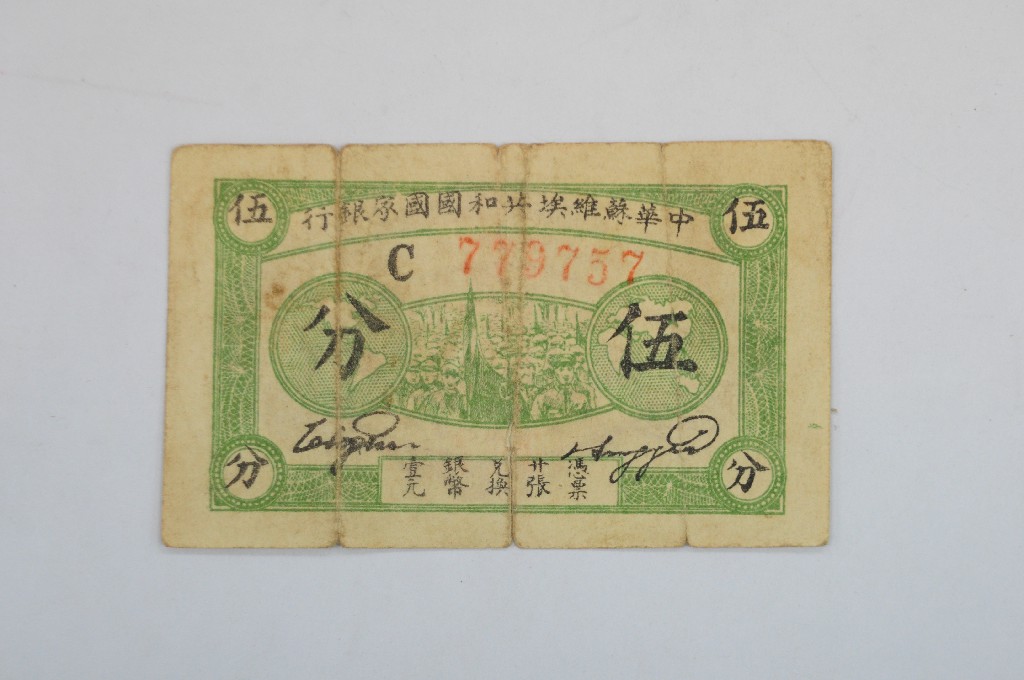 中華蘇維埃共和國國家銀行
伍 伍
C 779757
伍分
分 分
憑票
廿張
兌換
銀幣
壹元